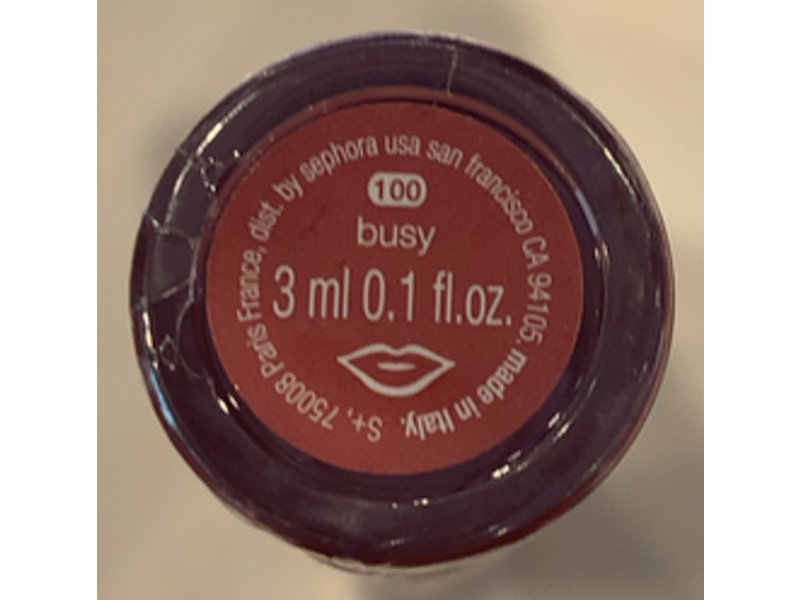 S+, 75008 Paris France, dist. by sephora usa san francisco CA 94105. made in Italy.
100
busy
3 ml 0.1 fl.oz.